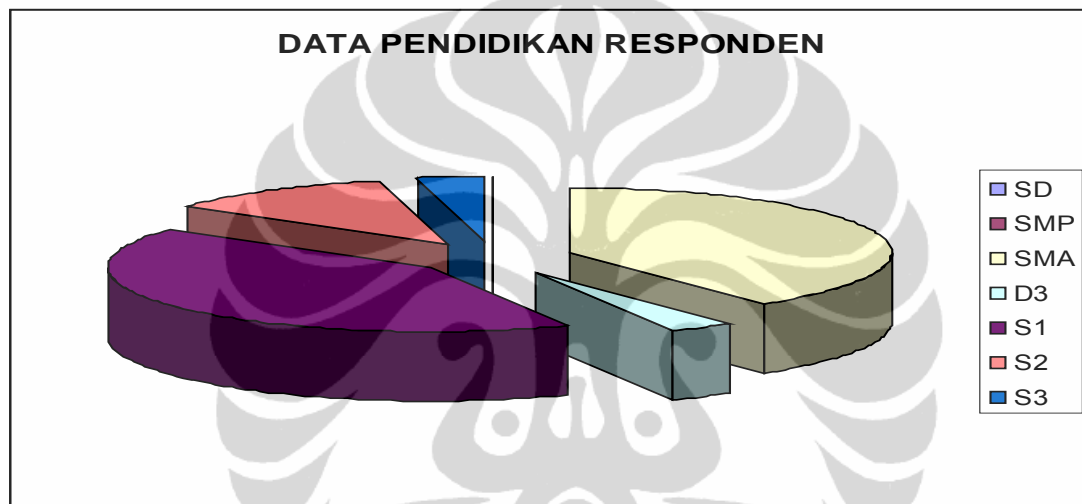 DATA PENDIDIKAN RESPONDEN
SD
SMP
SMA
D3
S1
S2
S3